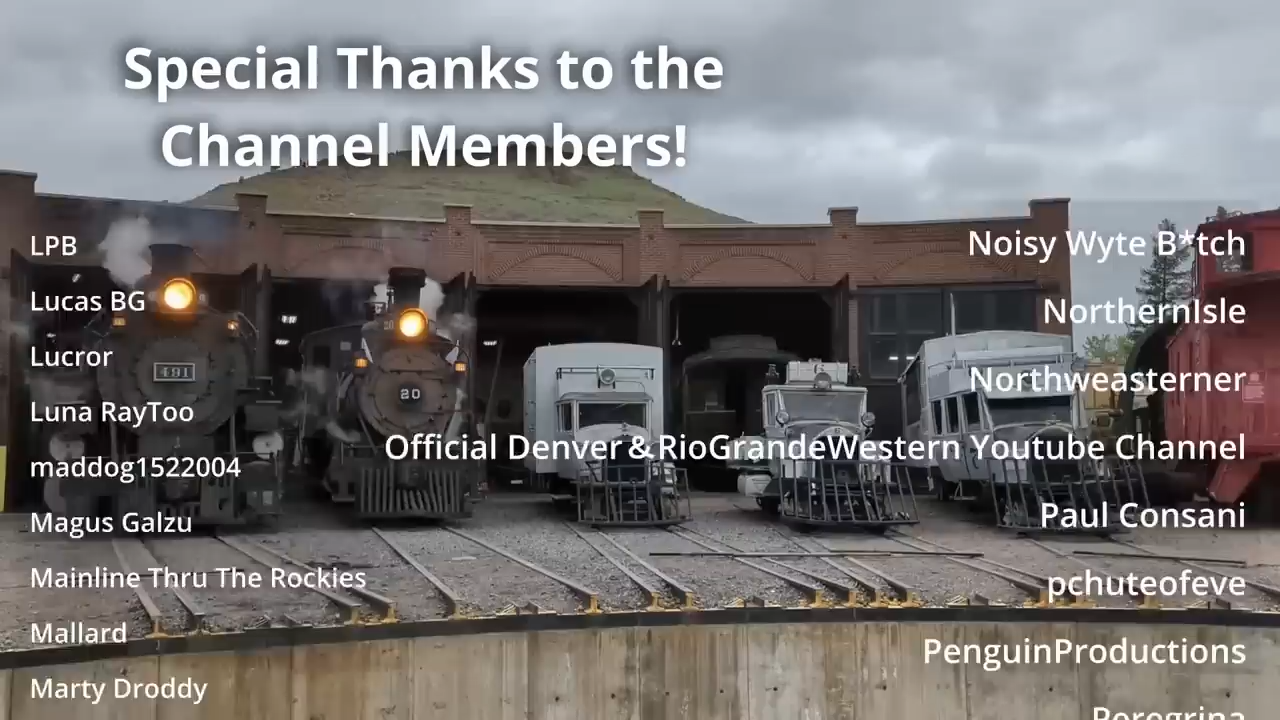 Special Thanks to the
Channel Members!
LPB
Lucas BG
Lucror
Luna RayToo
maddog1522004
Magus Galzu
Mainline Thru The Rockies
Mallard
Marty Droddy
Noisy Wyte B*tch
NorthernIsle
Northweasterner
Official Denver & RioGrandeWestern Youtube Channel
Paul Consani
pchuteofeve
PenguinProductions
Peregrina
491
20
6